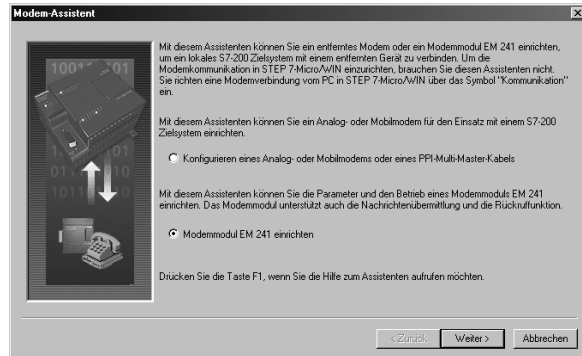 Modem-Assistent
Mit diesem Assistenten können Sie ein entferntes Modem oder ein Modemmodul EM 241 einrichten,
um ein lokales S7-200 Zielsystem mit einem entfernten Gerät zu verbinden. Um die
Modemkommunikation in STEP 7-Micro/WIN einzurichten, brauchen Sie diesen Assistenten nicht.
Sie richten eine Modemverbindung vom PC in STEP 7-Micro/WIN über das Symbol "Kommunikation"
ein.
Mit diesem Assistenten können Sie ein Analog- oder Mobilmodem für den Einsatz mit einem S7-200
Zielsystem einrichten.
Konfigurieren eines Analog- oder Mobilmodems oder eines PPI-Multi-Master-Kabels
Mit diesem Assistenten können Sie die Parameter und den Betrieb eines Modemmoduls EM 241
einrichten. Das Modemmodul unterstützt auch die Nachrichtenübermittlung und die Rückruffunktion.
Modemmodul EM 241 einrichten
Drücken Sie die Taste F1, wenn Sie die Hilfe zum Assistenten aufrufen möchten.
< Zurück
Weiter >
Abbrechen